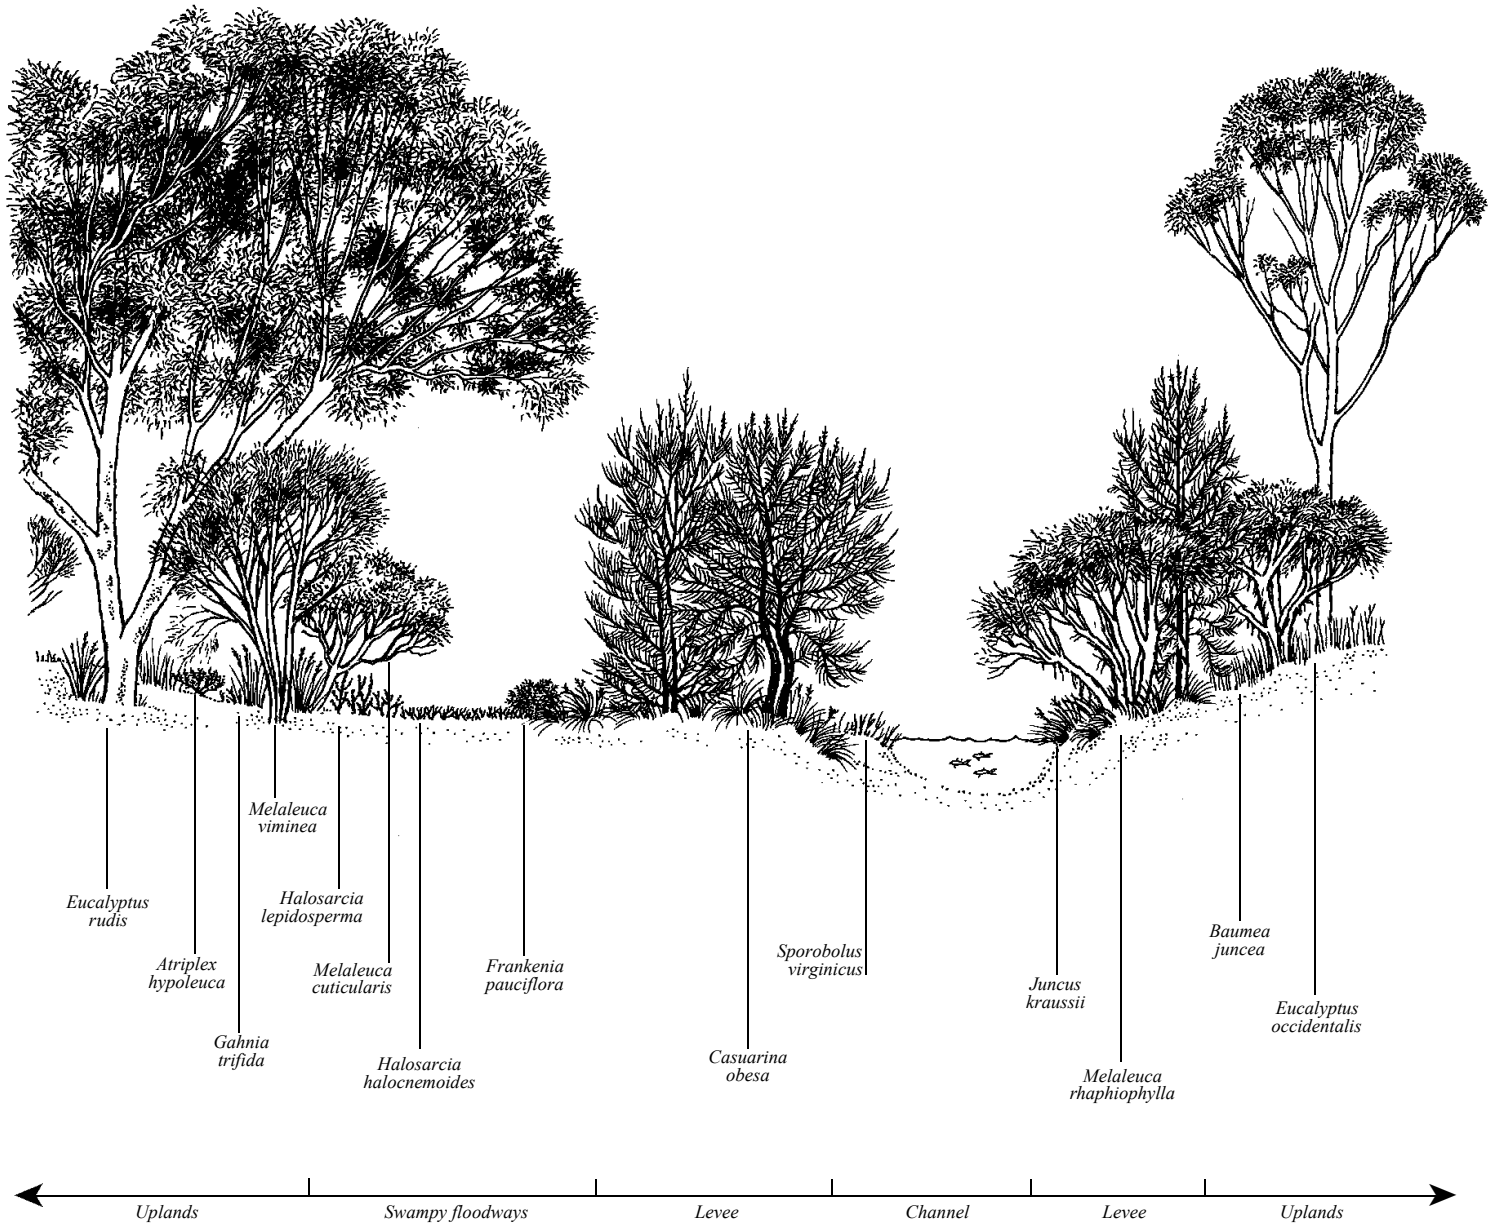 Melaleuca
viminea
Eucalyptus
rudis
Halosarcia
lepidosperma
Atriplex
hypoleuca
Melaleuca
cuticularis
Frankenia
pauciflora
Sporobolus
virginicus
Juncus
kraussii
Baumea
juncea
Gahnia
trifida
Halosarcia
halocnemoides
Casuarina
obesa
Melaleuca
rhaphiophylla
Eucalyptus
occidentalis
Uplands Swampy floodways Levee Channel Levee Uplands